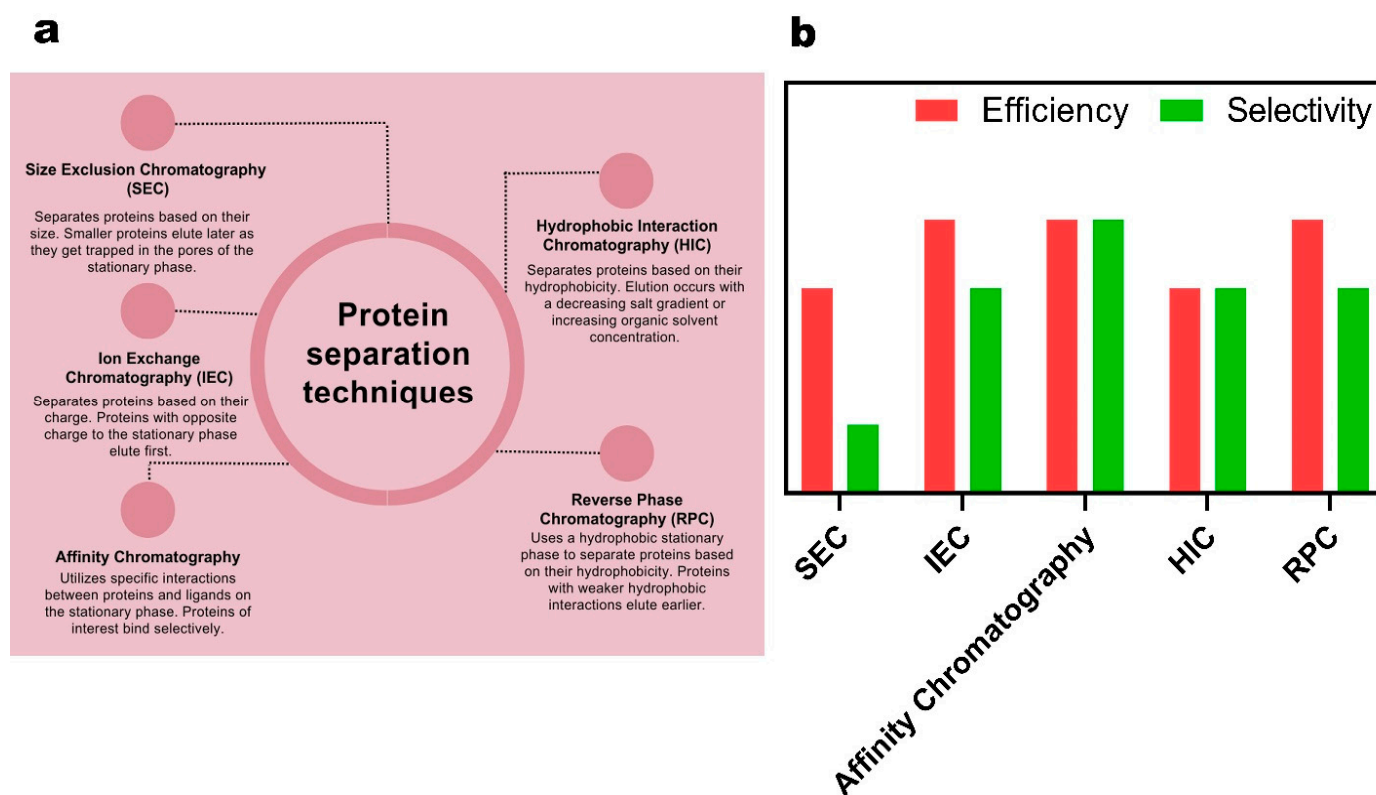 a
Size Exclusion Chromatography
(SEC)
Separates proteins based on their
size. Smaller proteins elute later as
they get trapped in the pores of the
stationary phase.
Ion Exchange
Chromatography (IEC)
Separates proteins based on their
charge. Proteins with opposite
charge to the stationary phase
elute first.
Affinity Chromatography
Utilizes specific interactions
between proteins and ligands on
the stationary phase. Proteins of
interest bind selectively.
Protein
separation
techniques
Hydrophobic Interaction
Chromatography (HIC)
Separates proteins based on their
hydrophobicity. Elution occurs with
a decreasing salt gradient or
increasing organic solvent
concentration.
Reverse Phase
Chromatography (RPC)
Uses a hydrophobic stationary
phase to separate proteins based
on their hydrophobicity. Proteins
with weaker hydrophobic
interactions elute earlier.
b
Efficiency
Selectivity
SEC
IEC
Affinity Chromatography
HIC
RPC